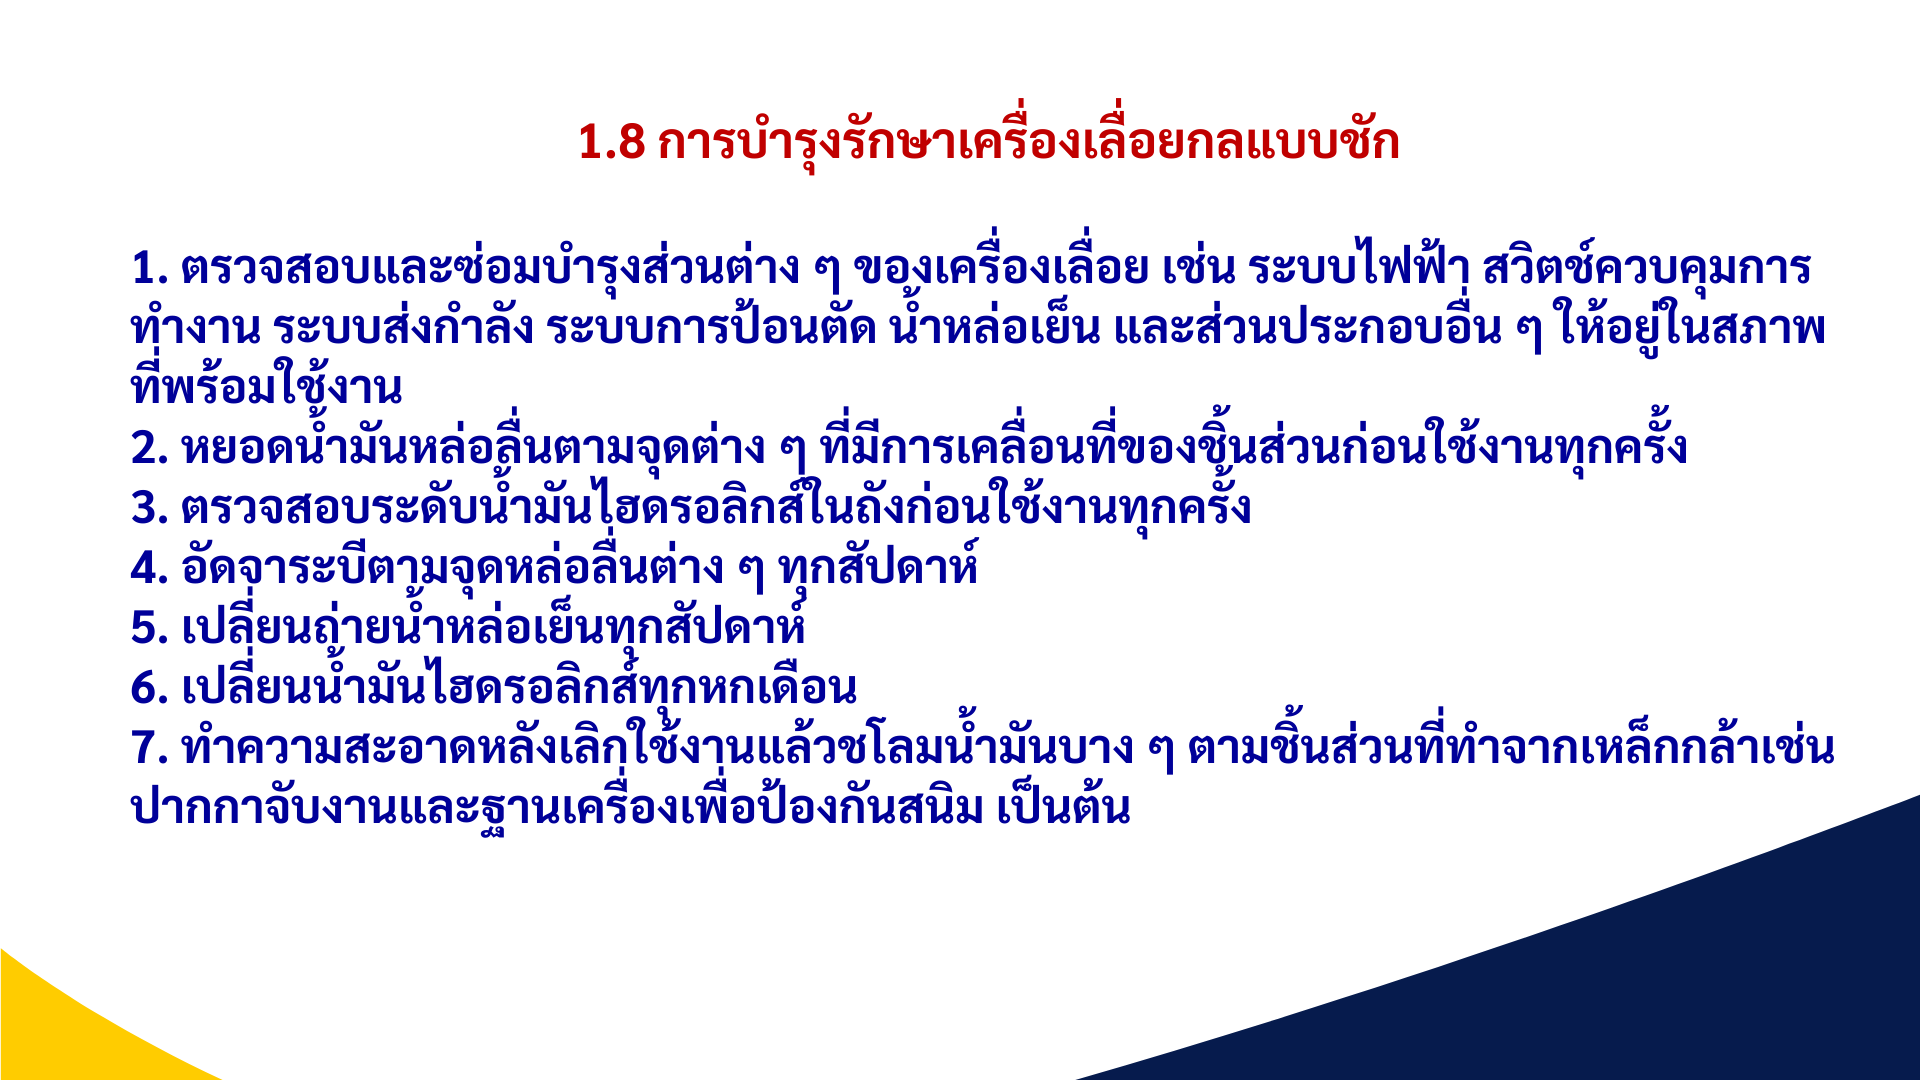 1.8 การบำรุงรักษาเครื่องเลื่อยกลแบบชัก
1. ตรวจสอบและซ่อมบำรุงส่วนต่าง ๆ ของเครื่องเลื่อย เช่น ระบบไฟฟ้า สวิตช์ควบคุมการ
ทำงาน ระบบส่งกำลัง ระบบการป้อนตัด น้ำหล่อเย็น และส่วนประกอบอื่น ๆ ให้อยู่ในสภาพ
ที่พร้อมใช้งาน
2. หยอดน้ำมันหล่อลื่นตามจุดต่าง ๆ ที่มีการเคลื่อนที่ของชิ้นส่วนก่อนใช้งานทุกครั้ง
3. ตรวจสอบระดับน้ำมันไฮดรอลิกส์ในถังก่อนใช้งานทุกครั้ง
4. อัดจาระบีตามจุดหล่อลื่นต่าง ๆ ทุกสัปดาห์
5. เปลี่ยนถ่ายน้ำหล่อเย็นทุกสัปดาห์
6. เปลี่ยนน้ำมันไฮดรอลิกส์ทุกหกเดือน
7. ทำความสะอาดหลังเลิกใช้งานแล้วชโลมน้ำมันบาง ๆ ตามชิ้นส่วนที่ทำจากเหล็กกล้าเช่น
ปากกาจับงานและฐานเครื่องเพื่อป้องกันสนิม เป็นต้น